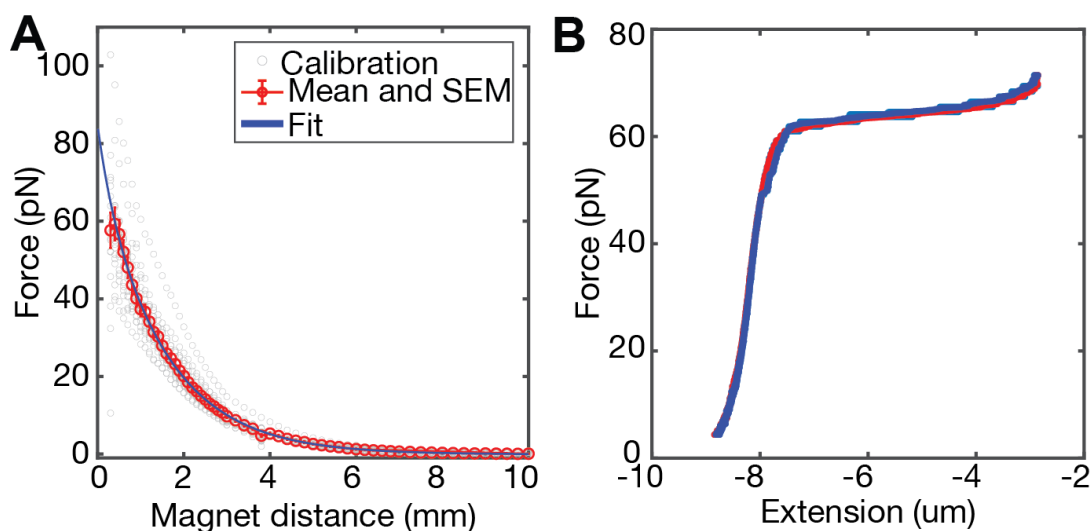 A
100
80
60
40
20
0
0
2
4
6
8
10
Force (pN)
Magnet distance (mm)
Calibration
Mean and SEM
Fit
B
80
60
40
20
0
-10
-8
-6
-4
-2
Force (pN)
Extension (um)